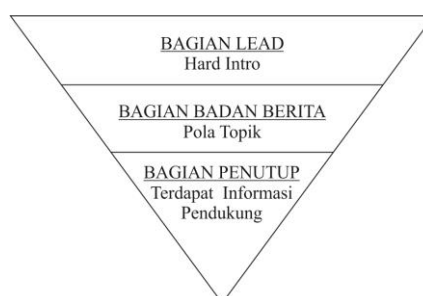 BAGIAN LEAD
Hard Intro
BAGIAN BADAN BERITA
Pola Topik
BAGIAN PENUTUP
Terdapat Informasi
Pendukung